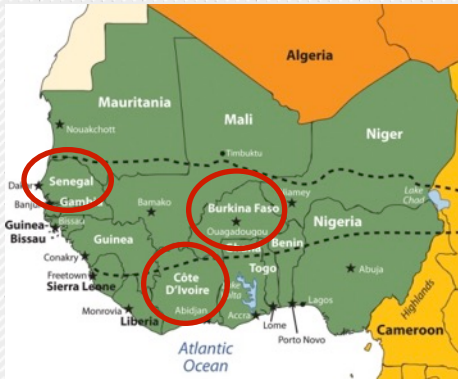 Algeria
Mauritania
Mali
Niger
Nouakchott
Timbuktu
Senegal
Dakar
Gambia
Banjul
Bissau
Guinea-
Bissau
Bamako
Burkina Faso
Ouagadougou
Niamey
Lake
Chad
Guinea
Nigeria
Benin
Togo
Côte
D'Ivoire
Conakry
Freetown
Sierra Leone
Abuja
Monrovia
Liberia
Abidjan
Accra
Lagos
Lome
Porto Novo
Highlands
Cameroon
Atlantic
Ocean